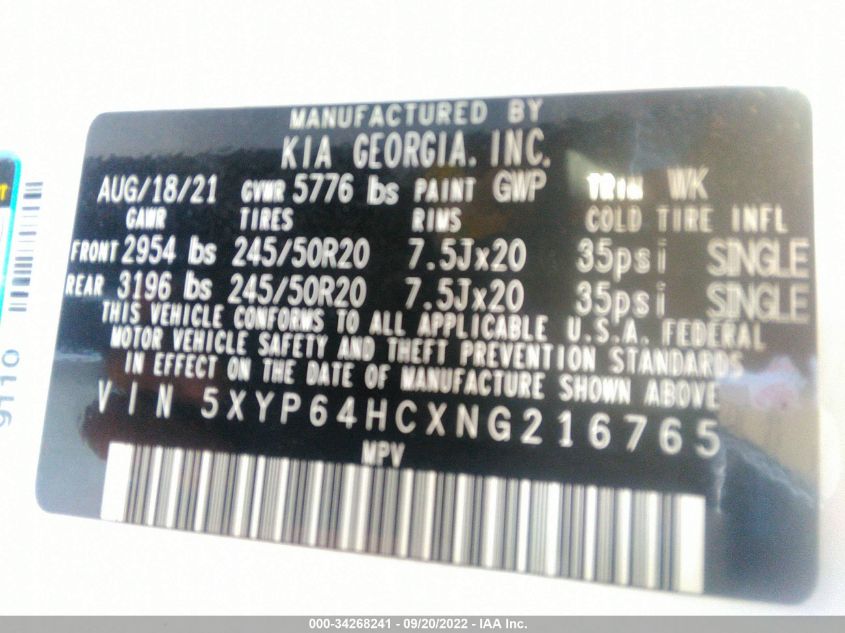 MANUFACTURED BY
KIA GEORGIA. INC.
AUG/18/21 GVWR 5776 lbs PAINT GWP TRIM WK
GAWR TIRES RIMS COLD TIRE INFL
FRONT 2954 lbs 245/50R20 7.5Jx20 35psi SINGLE
REAR 3196 lbs 245/50R20 7.5Jx20 35psi SINGLE
THIS VEHICLE CONFORMS TO ALL APPLICABLE U.S.A. FEDERAL
MOTOR VEHICLE SAFETY AND THEFT PREVENTION STANDARDS
IN EFFECT ON THE DATE OF MANUFACTURE SHOWN ABOVE
VIN 5XYP64HCXNG216765
MPV
9110
000-34268241 - 09/20/2022 - IAA Inc.